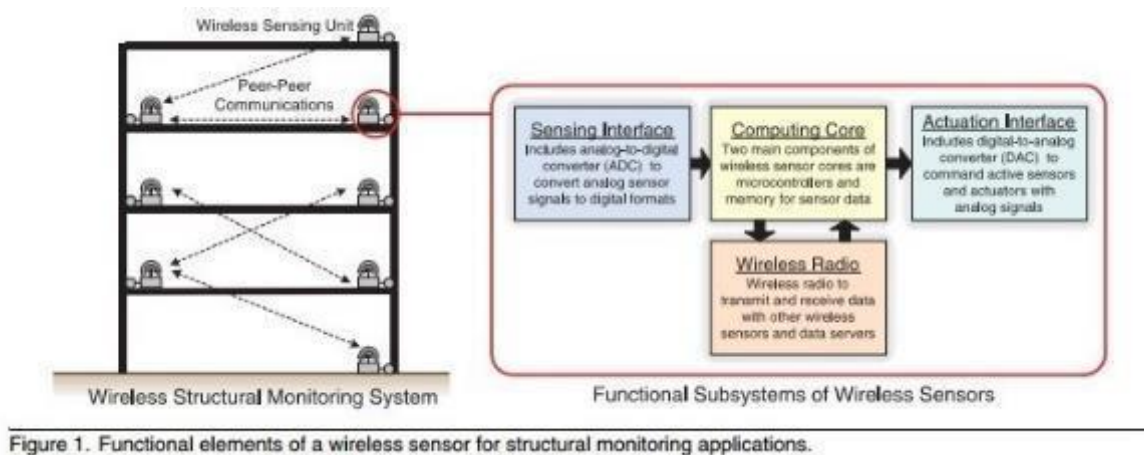 Wireless Sensing Unit
Peer-Peer
Communications
Wireless Structural Monitoring System
Sensing Interface
Includes analog-to-digital
converter (ADC) to
convert analog sensor
signals to digital formats
Computing Core
Two main components of
wireless sensor cores are
microcontrollers and
memory for sensor data
Actuation Interface
Includes digital-to-analog
converter (DAC) to
command active sensors
and actuators with
analog signals
Wireless Radio
Wireless radio to
transmit and receive data
with other wireless
sensors and data servers
Functional Subsystems of Wireless Sensors
Figure 1. Functional elements of a wireless sensor for structural monitoring applications.